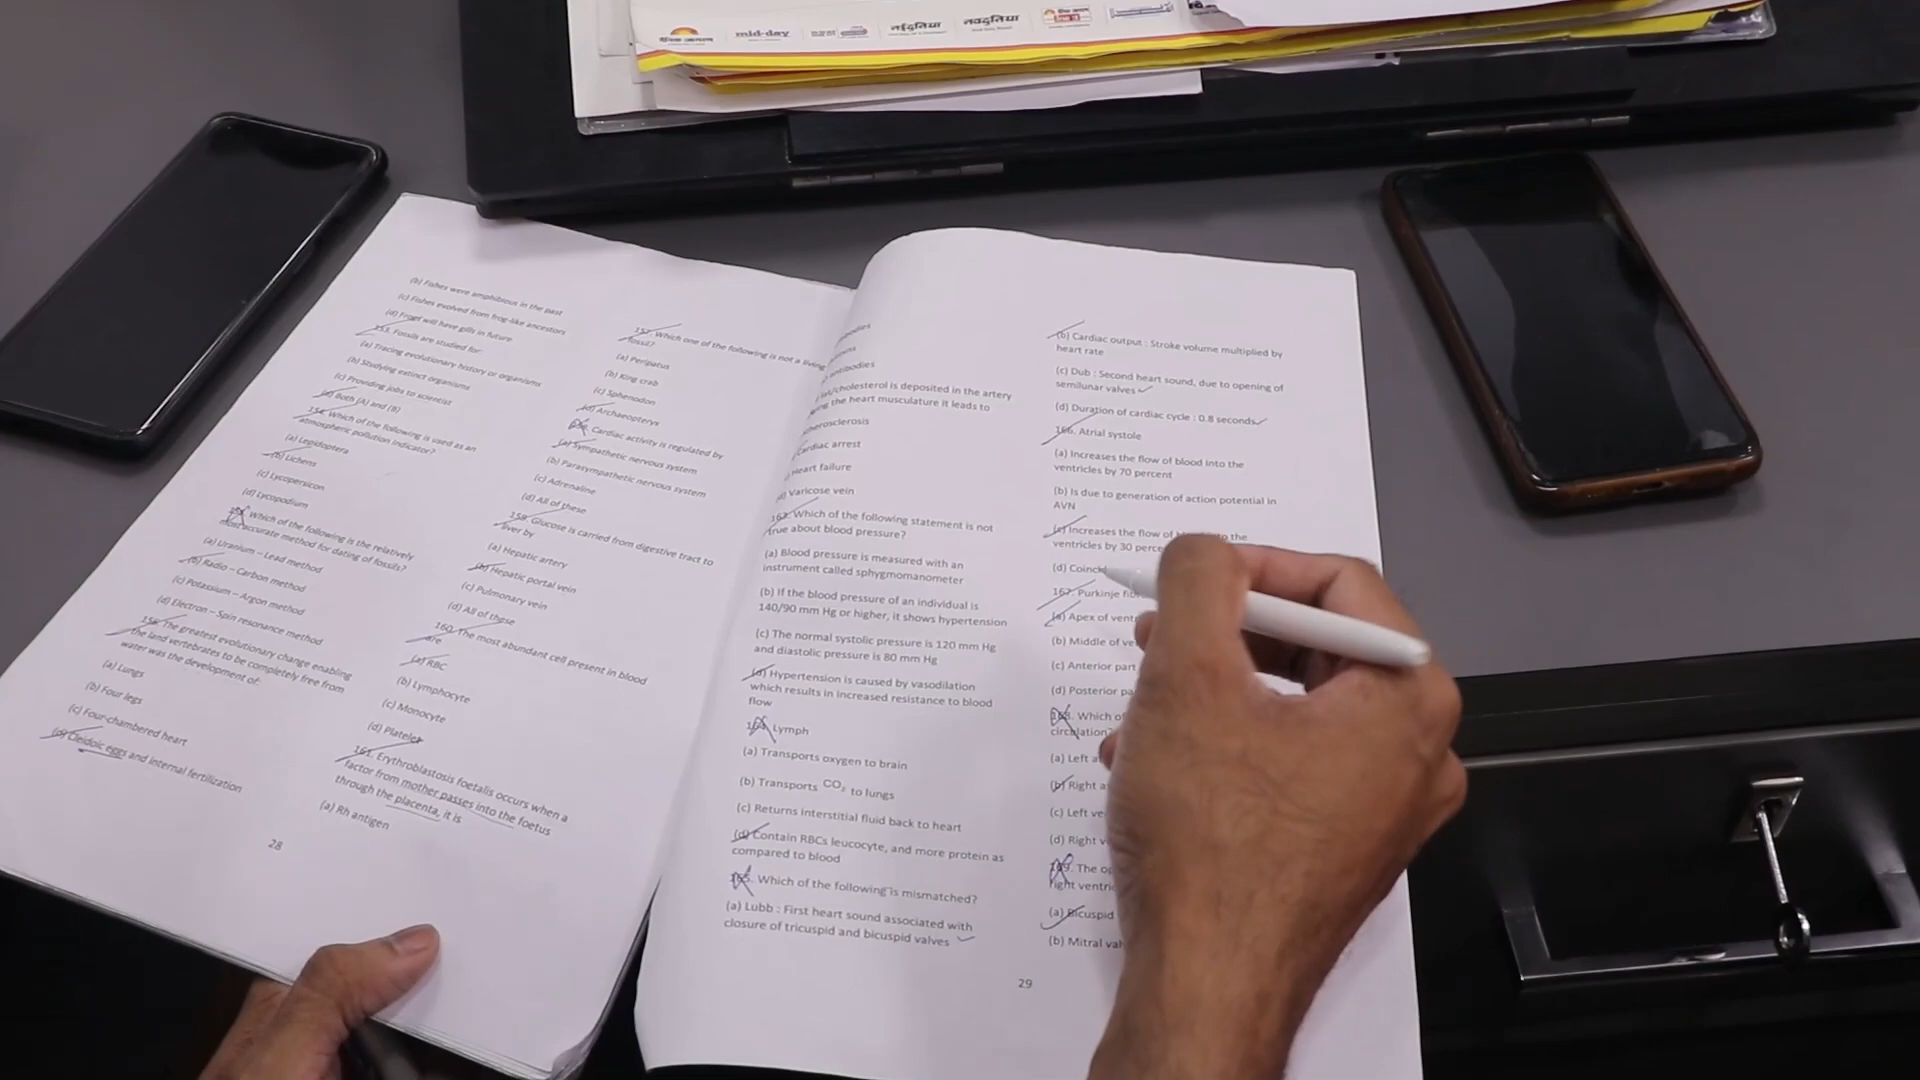 mid-day
नईदुनिया
नवदुनिया
(b) Fishes were amphibious in the past
(c) Fishes evolved from frog-like ancestors
(d) Frogs will have gills in future
153. Fossils are studied for:
(a) Tracing evolutionary history or organisms
(b) Studying extinct organisms
(c) Providing jobs to scientist
(d) Both (A) and (B)
154. Which of the following is used as an
atmospheric pollution indicator?
(a) Lepidoptera
(b) Lichens
(c) Lycopersicon
(d) Lycopodium
Which of the following is the relatively
most accurate method for dating of fossils?
(a) Uranium – Lead method
(b) Radio – Carbon method
(c) Potassium – Argon method
(d) Electron – Spin resonance method
156. The greatest evolutionary change enabling
the land vertebrates to be completely free from
water was the development of:
(a) Lungs
(b) Four legs
(c) Four-chambered heart
(d) Cleidoic eggs and internal fertilization
28
157. Which one of the following is not a living
fossil?
(a) Peripatus
(b) King crab
(c) Sphenodon
(d) Archaeopteryx
Cardiac activity is regulated by
(a) Sympathetic nervous system
(b) Parasympathetic nervous system
(c) Adrenaline
(d) All of these
159. Glucose is carried from digestive tract to
liver by
(a) Hepatic artery
(b) Hepatic portal vein
(c) Pulmonary vein
(d) All of these
160. The most abundant cell present in blood
are
(a) RBC
(b) Lymphocyte
(c) Monocyte
(d) Platelet
161. Erythroblastosis foetalis occurs when a
factor from mother passes into the foetus
through the placenta, it is
(a) Rh antigen
cholesterol is deposited in the artery
the heart musculature it leads to
Cardiac arrest
Heart failure
Varicose vein
163. Which of the following statement is not
true about blood pressure?
(a) Blood pressure is measured with an
instrument called sphygmomanometer
(b) If the blood pressure of an individual is
140/90 mm Hg or higher, it shows hypertension
(c) The normal systolic pressure is 120 mm Hg
and diastolic pressure is 80 mm Hg
(d) Hypertension is caused by vasodilation
which results in increased resistance to blood
flow
164. Lymph
(a) Transports oxygen to brain
(b) Transports CO₂ to lungs
(c) Returns interstitial fluid back to heart
(d) Contain RBCs leucocyte, and more protein as
compared to blood
165. Which of the following is mismatched?
(a) Lubb : First heart sound associated with
closure of tricuspid and bicuspid valves
29
(b) Cardiac output : Stroke volume multiplied by
heart rate
(c) Dub : Second heart sound, due to opening of
semilunar valves
(d) Duration of cardiac cycle : 0.8 seconds
166. Atrial systole
(a) Increases the flow of blood into the
ventricles by 70 percent
(b) Is due to generation of action potential in
AVN
(c) Increases the flow of into the
ventricles by 30
(d)
167. Purkinje
(a) Apex of
(b) Middle of
(c) Anterior part
(d) Posterior
168. Which
circulation?
(a) Left
(b) Right
(c) Left
(d) Right
169. The
right
(a) Bicuspid
(b) Mitral